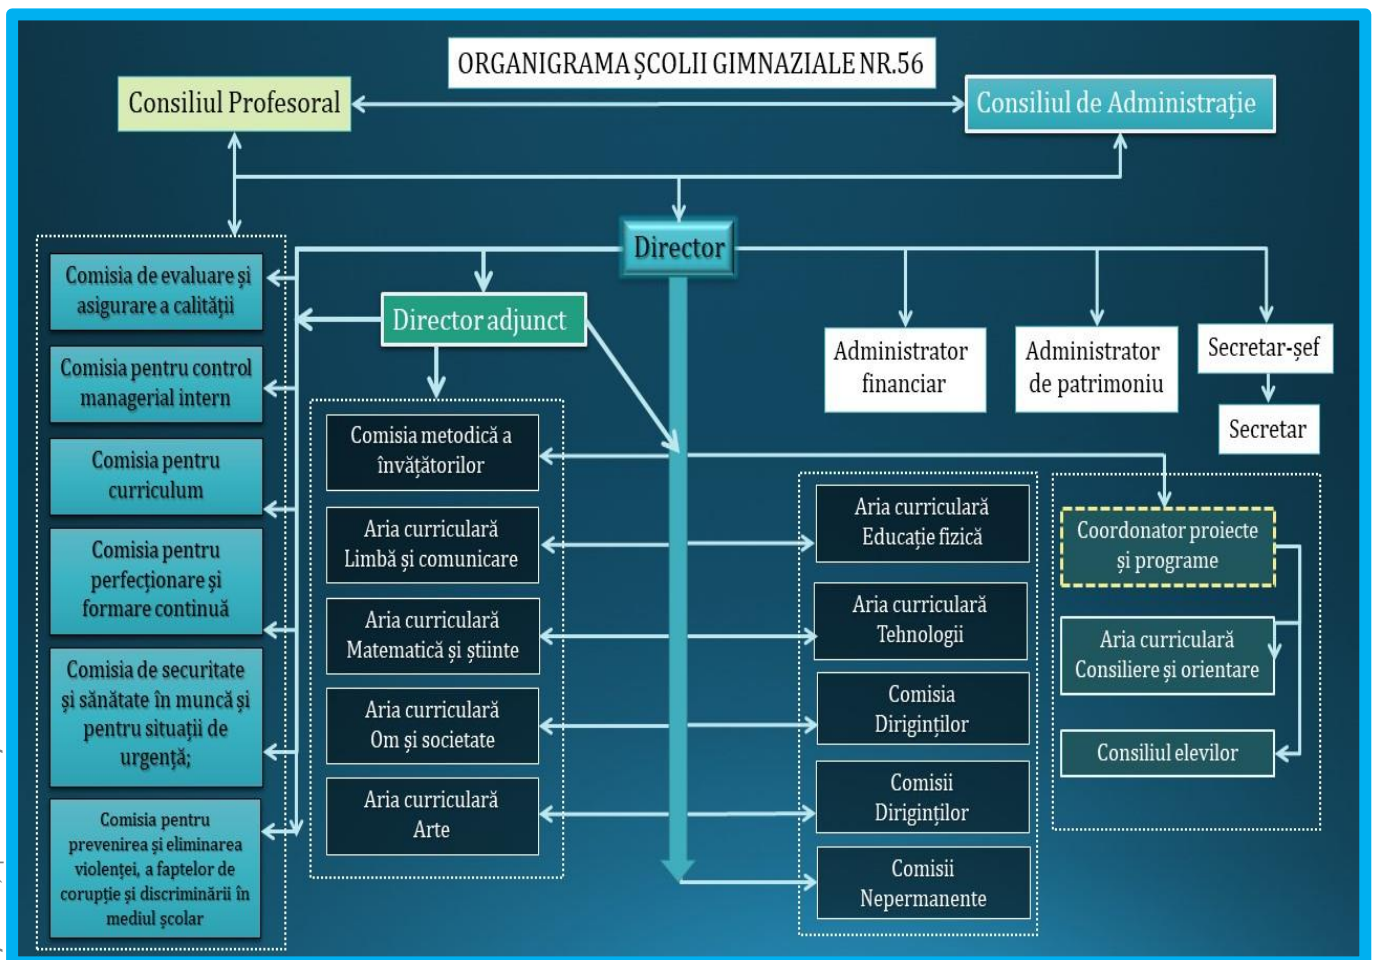 ORGANIGRAMA ȘCOLII GIMNAZIALE NR.56
Consiliul Profesoral
Consiliul de Administrație
Director
Director adjunct
Administrator
financiar
Administrator
de patrimoniu
Secretar-șef
Secretar
Comisia de evaluare și
asigurare a calității
Comisia pentru control
managerial intern
Comisia pentru
curriculum
Comisia pentru
perfecționare și
formare continuă
Comisia de securitate
și sănătate în muncă și
pentru situații de
urgență;
Comisia pentru
prevenirea și eliminarea
violenței, a faptelor de
corupție și discriminării în
mediul școlar
Comisia metodică a
învățătorilor
Aria curriculară
Limbă și comunicare
Aria curriculară
Matematică și știinte
Aria curriculară
Om și societate
Aria curriculară
Arte
Aria curriculară
Educație fizică
Aria curriculară
Tehnologii
Comisia
Diriginților
Comisii
Diriginților
Comisii
Nepermanente
Coordonator proiecte
și programe
Aria curriculară
Consiliere și orientare
Consiliul elevilor